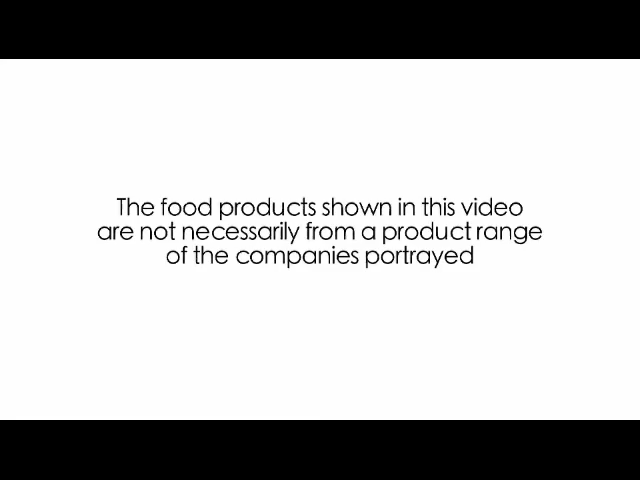 The food products shown in this video
are not necessarily from a product range
of the companies portrayed